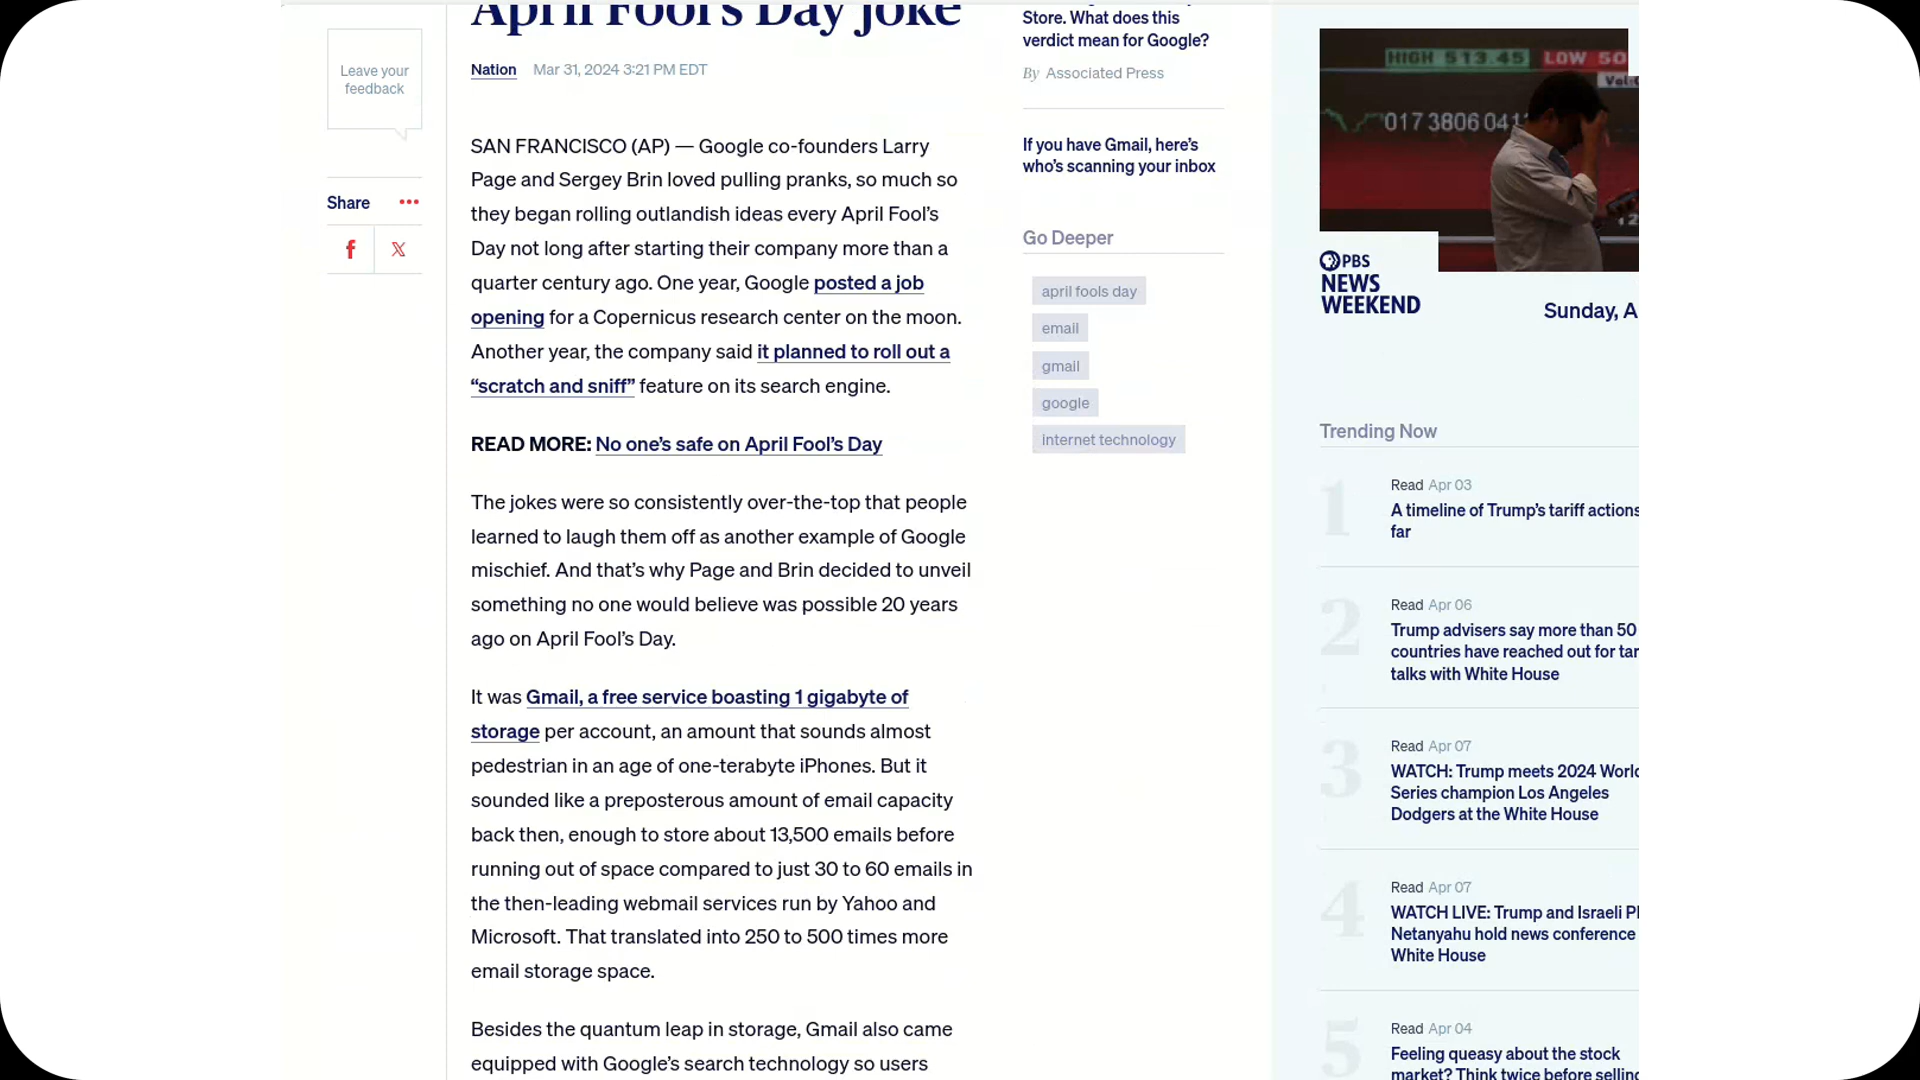 April Fool's Day joke
Nation Mar 31, 2024 3:21 PM EDT
Leave your
feedback
Share
SAN FRANCISCO (AP) — Google co-founders Larry
Page and Sergey Brin loved pulling pranks, so much so
they began rolling outlandish ideas every April Fool’s
Day not long after starting their company more than a
quarter century ago. One year, Google posted a job
opening for a Copernicus research center on the moon.
Another year, the company said it planned to roll out a
“scratch and sniff” feature on its search engine.
READ MORE: No one’s safe on April Fool’s Day
The jokes were so consistently over-the-top that people
learned to laugh them off as another example of Google
mischief. And that’s why Page and Brin decided to unveil
something no one would believe was possible 20 years
ago on April Fool’s Day.
It was Gmail, a free service boasting 1 gigabyte of
storage per account, an amount that sounds almost
pedestrian in an age of one-terabyte iPhones. But it
sounded like a preposterous amount of email capacity
back then, enough to store about 13,500 emails before
running out of space compared to just 30 to 60 emails in
the then-leading webmail services run by Yahoo and
Microsoft. That translated into 250 to 500 times more
email storage space.
Besides the quantum leap in storage, Gmail also came
equipped with Google’s search technology so users
Store. What does this
verdict mean for Google?
By Associated Press
If you have Gmail, here’s
who’s scanning your inbox
Go Deeper
april fools day
email
gmail
google
internet technology
HIGH 513.45 LOW 50
017 3806 041
PBS
NEWS
WEEKEND
Sunday, A
Trending Now
1
Read Apr 03
A timeline of Trump’s tariff actions
far
2
Read Apr 06
Trump advisers say more than 50
countries have reached out for tar
talks with White House
3
Read Apr 07
WATCH: Trump meets 2024 World
Series champion Los Angeles
Dodgers at the White House
4
Read Apr 07
WATCH LIVE: Trump and Israeli P
Netanyahu hold news conference
White House
5
Read Apr 04
Feeling queasy about the stock
market? Think twice before selling